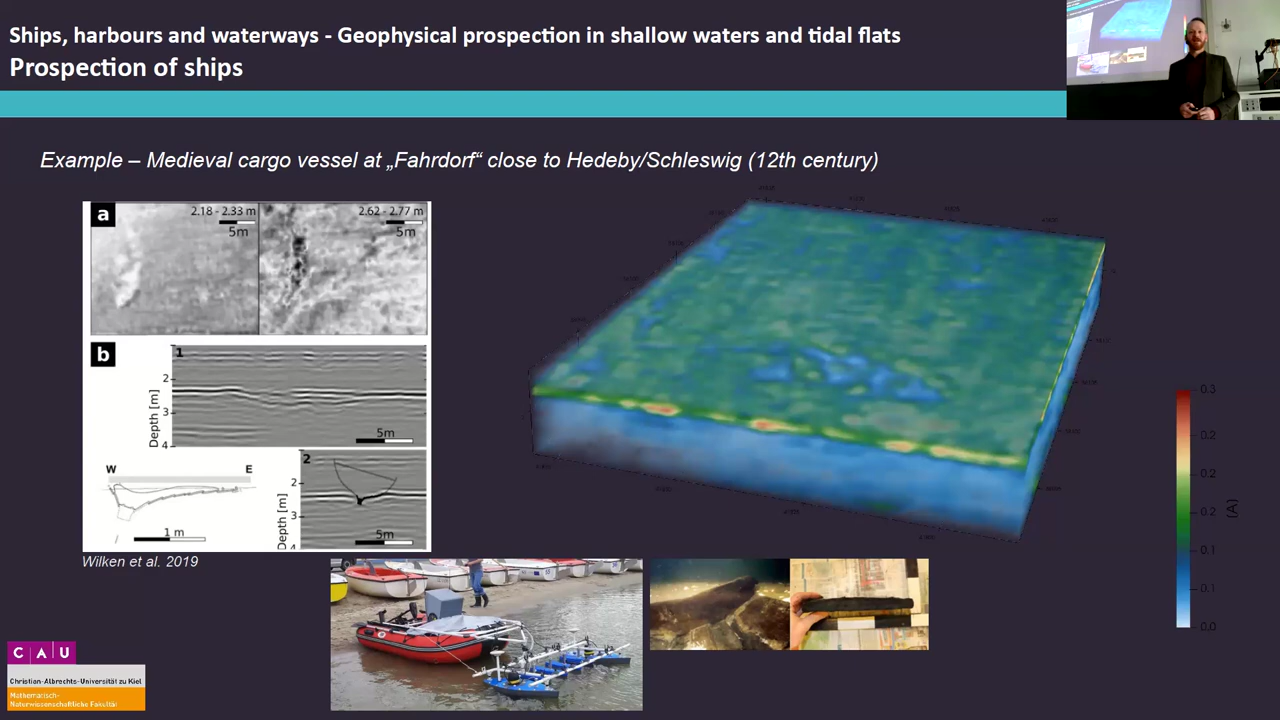 Ships, harbours and waterways - Geophysical prospection in shallow waters and tidal flats
Prospection of ships
Example – Medieval cargo vessel at „Fahrdorf“ close to Hedeby/Schleswig (12th century)
a
2.18 - 2.33 m
5m
2.62 - 2.77 m
5m
b
1
2
3
4
Depth [m]
5m
W
E
1 m
2
2
3
4
Depth [m]
5m
Wilken et al. 2019
0.3
0.2
0.2
0.2
0.1
0.1
0.0
(A)
C A U
Christian-Albrechts-Universität zu Kiel
Mathematisch-
Naturwissenschaftliche Fakultät